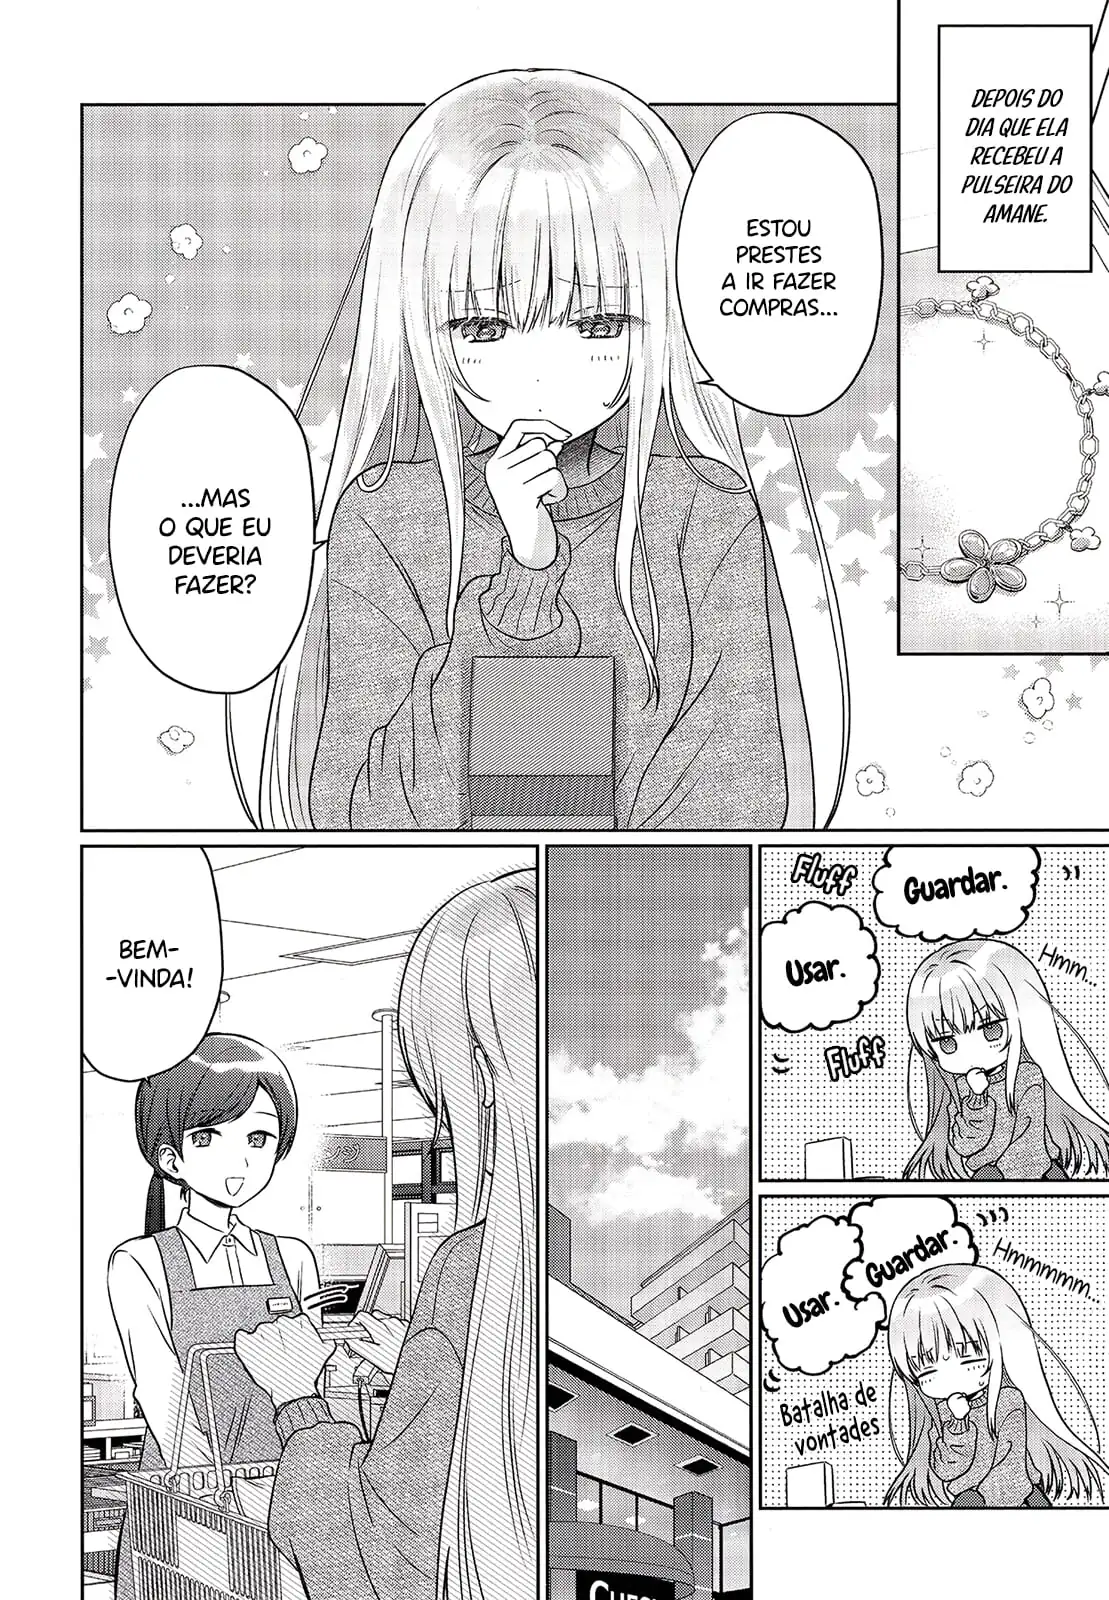 DEPOIS DO
DIA QUE ELA
RECEBEU A
PULSEIRA DO
AMANE.
ESTOU
PRESTES
A IR FAZER
COMPRAS...
...MAS
O QUE EU
DEVERIA
FAZER?
Guardar.
Fluff
Usar.
Hmm...
Fluff
Guardar.
Usar.
Hmmmmmm...
Batalha de
vontades
BEM-
-VINDA!